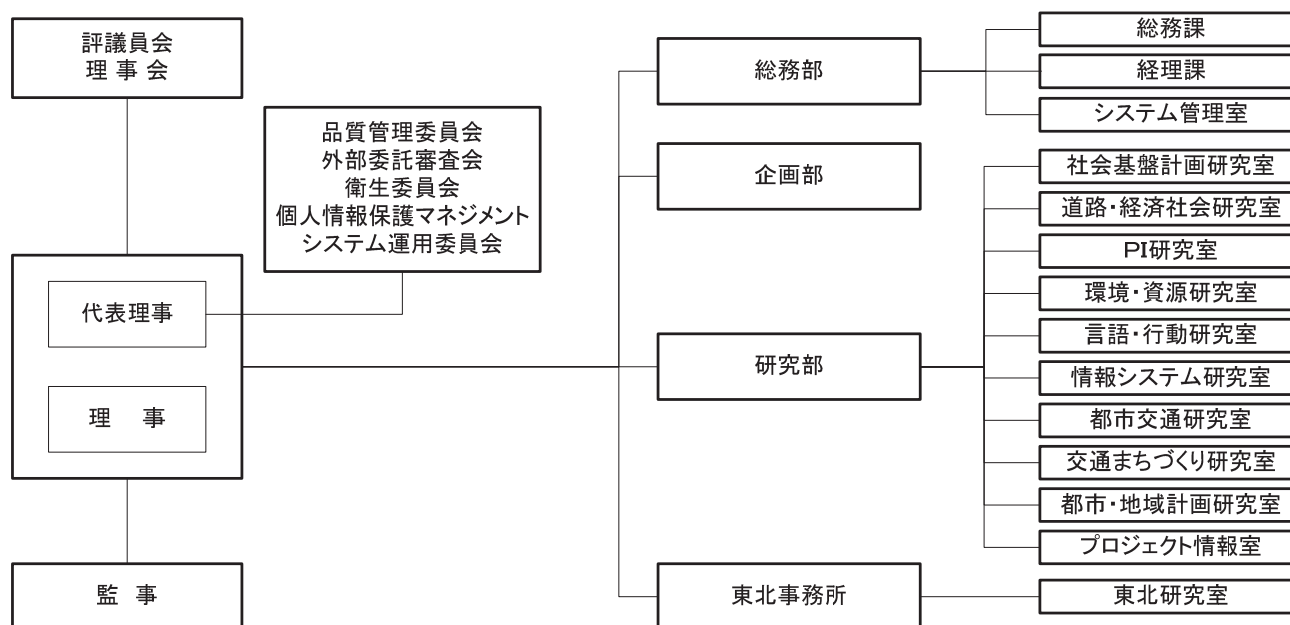 評議員会
理事会
品質管理委員会
外部委託審査会
衛生委員会
個人情報保護マネジメント
システム運用委員会
代表理事
理　事
監　事
総務部
企画部
研究部
東北事務所
総務課
経理課
システム管理室
社会基盤計画研究室
道路・経済社会研究室
PI研究室
環境・資源研究室
言語・行動研究室
情報システム研究室
都市交通研究室
交通まちづくり研究室
都市・地域計画研究室
プロジェクト情報室
東北研究室